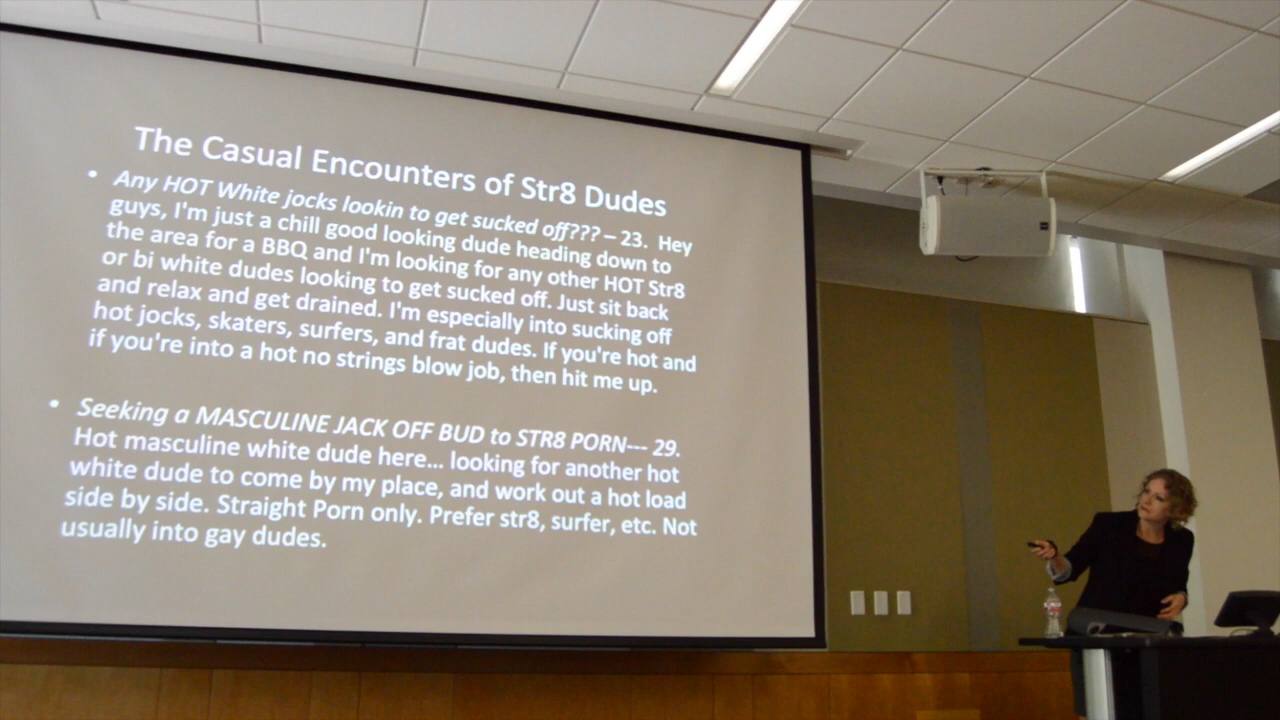 The Casual Encounters of Str8 Dudes
• Any HOT White jocks lookin to get sucked off??? – 23. Hey
guys, I'm just a chill good looking dude heading down to
the area for a BBQ and I'm looking for any other HOT Str8
or bi white dudes looking to get sucked off. Just sit back
and relax and get drained. I'm especially into sucking off
hot jocks, skaters, surfers, and frat dudes. If you're hot and
if you're into a hot no strings blow job, then hit me up.
• Seeking a MASCULINE JACK OFF BUD to STR8 PORN--- 29.
Hot masculine white dude here... looking for another hot
white dude to come by my place, and work out a hot load
side by side. Straight Porn only. Prefer str8, surfer, etc. Not
usually into gay dudes.